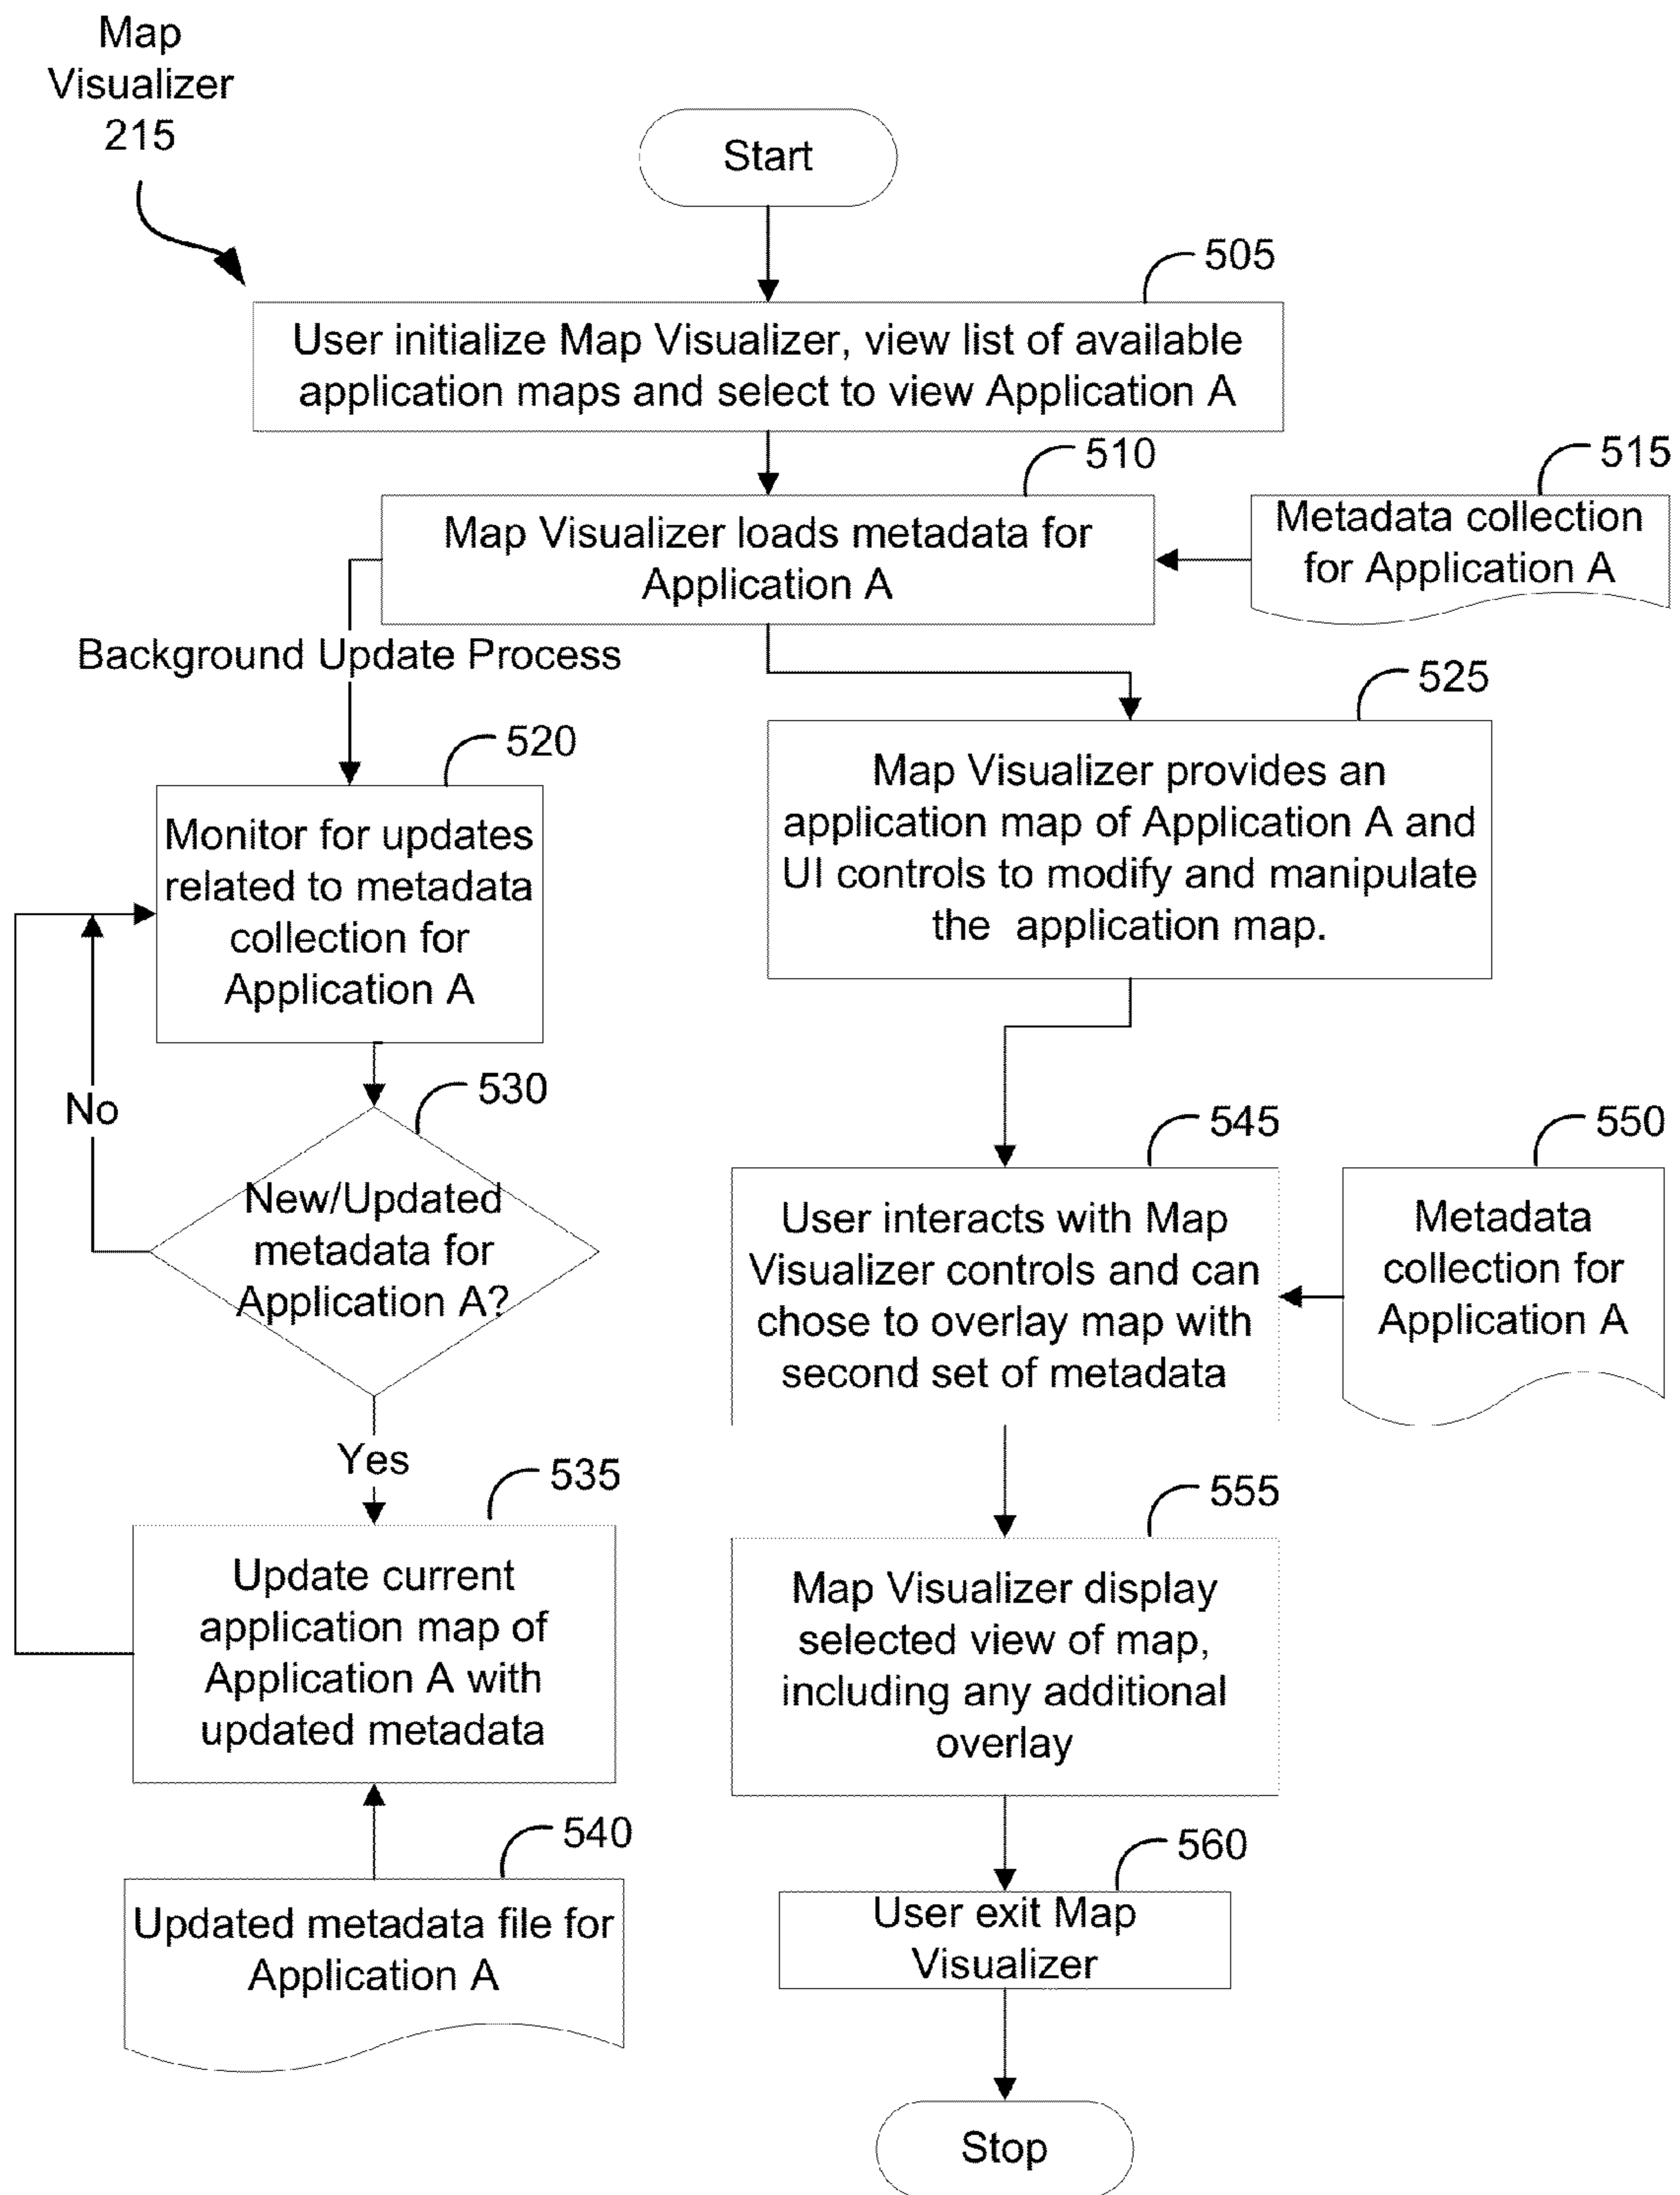 Map
Visualizer
215
Start
505
User initialize Map Visualizer, view list of available
application maps and select to view Application A
510
515
Map Visualizer loads metadata for
Application A
Metadata collection
for Application A
Background Update Process
525
520
Map Visualizer provides an
application map of Application A and
UI controls to modify and manipulate
the application map.
Monitor for updates
related to metadata
collection for
Application A
No
530
New/Updated
metadata for
Application A?
545
550
User interacts with Map
Visualizer controls and can
chose to overlay map with
second set of metadata
Metadata
collection for
Application A
Yes
535
555
Update current
application map of
Application A with
updated metadata
Map Visualizer display
selected view of map,
including any additional
overlay
540
560
Updated metadata file for
Application A
User exit Map
Visualizer
Stop